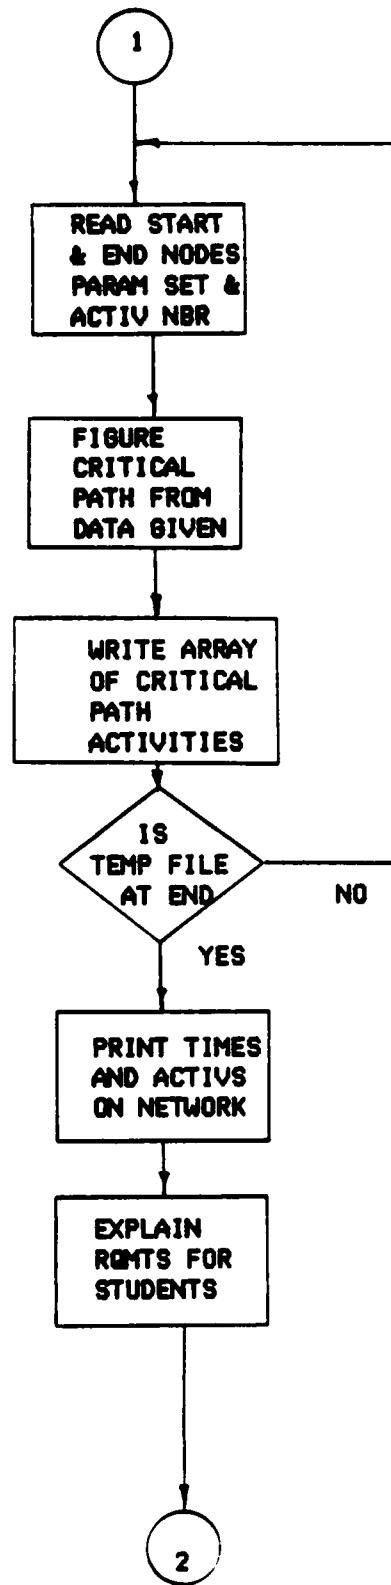 1
READ START
& END NODES
PARAM SET &
ACTIV NBR
FIGURE
CRITICAL
PATH FROM
DATA GIVEN
WRITE ARRAY
OF CRITICAL
PATH
ACTIVITIES
IS
TEMP FILE
AT END
NO
YES
PRINT TIMES
AND ACTIVS
ON NETWORK
EXPLAIN
RQMTS FOR
STUDENTS
2